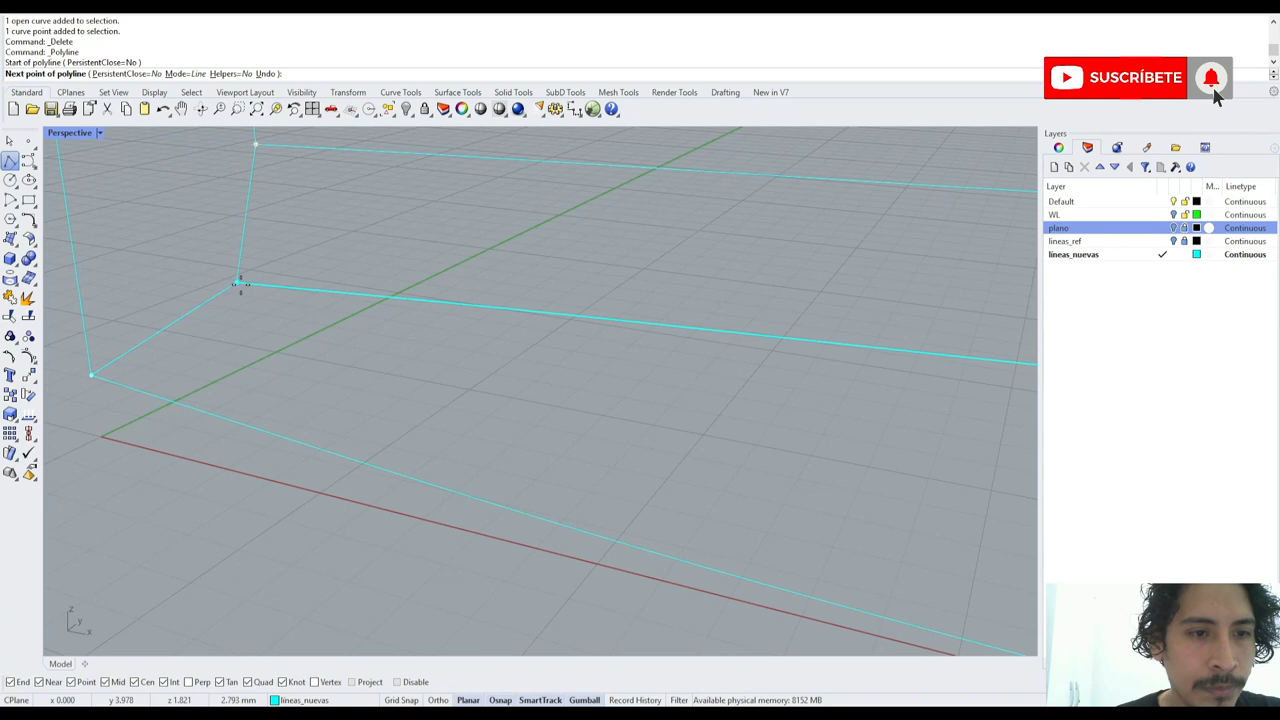 1 open curve added to selection.
1 curve point added to selection.
Command: _Delete
Command: _Polyline
Start of polyline ( PersistentClose=No )
Next point of polyline ( PersistentClose=No Mode=Line Helpers=No Undo ):
SUSCRÍBETE
Standard CPlanes Set View Display Select Viewport Layout Visibility Transform Curve Tools Surface Tools Solid Tools SubD Tools Mesh Tools Render Tools Drafting New in V7
Perspective
Layers
Layer M... Linetype
Default Continuous
WL Continuous
plano Continuous
lineas_ref Continuous
líneas_nuevas Continuous
z
y
x
Model
End Near Point Mid Cen Int Perp Tan Quad Knot Vertex Project Disable
CPlane x 0.000 y 3.978 z 1.821 2.793 mm líneas_nuevas Grid Snap Ortho Planar Osnap SmartTrack Gumball Record History Filter Available physical memory: 8152 MB